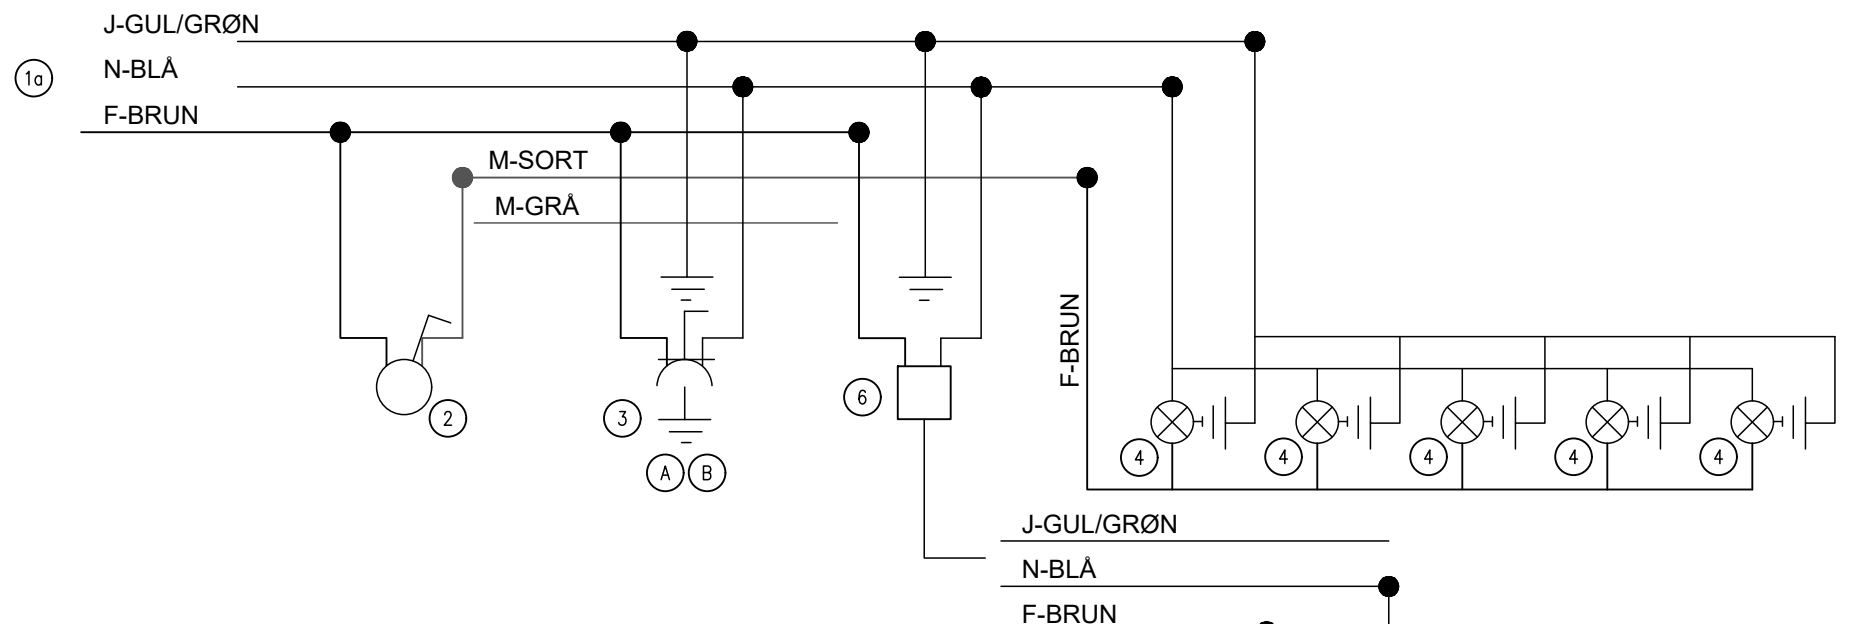 J-GUL/GRØN
1a
N-BLÅ
F-BRUN
M-SORT
M-GRÅ
F-BRUN
2
3
6
4
4
4
4
4
A
B
J-GUL/GRØN
N-BLÅ
F-BRUN